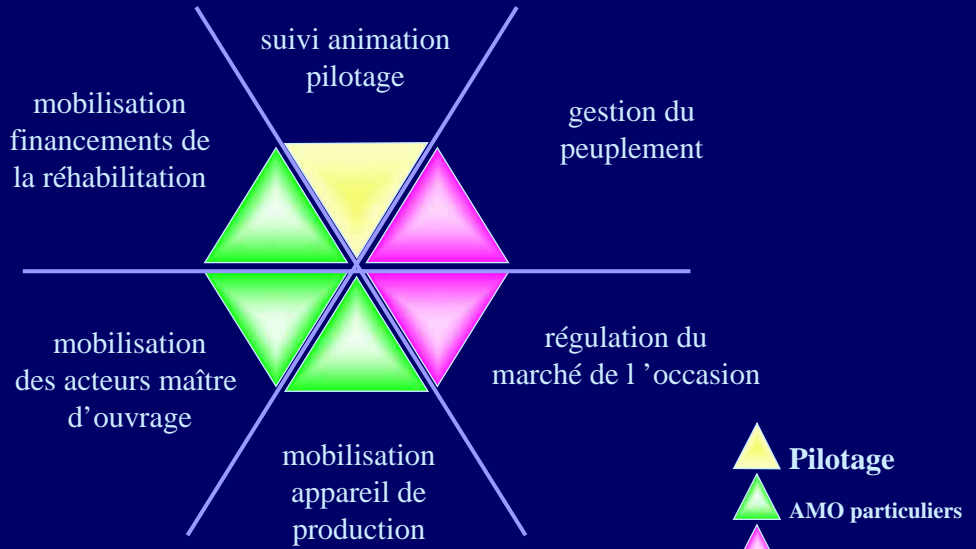 suivi animation
pilotage
mobilisation
financements de
la réhabilitation
gestion du
peuplement
mobilisation
des acteurs maître
d’ouvrage
régulation du
marché de l ’occasion
mobilisation
appareil de
production
Pilotage
AMO particuliers